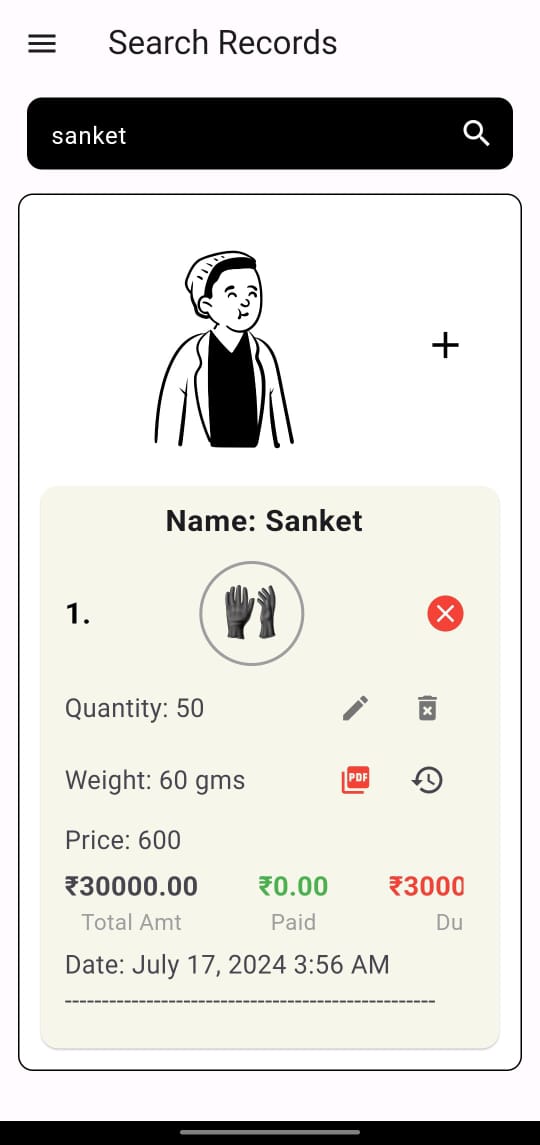 Search Records
sanket
Name: Sanket
1.
Quantity: 50
Weight: 60 gms
PDF
Price: 600
₹30000.00 ₹0.00 ₹3000
Total Amt Paid Du
Date: July 17, 2024 3:56 AM
--------------------------------------------------